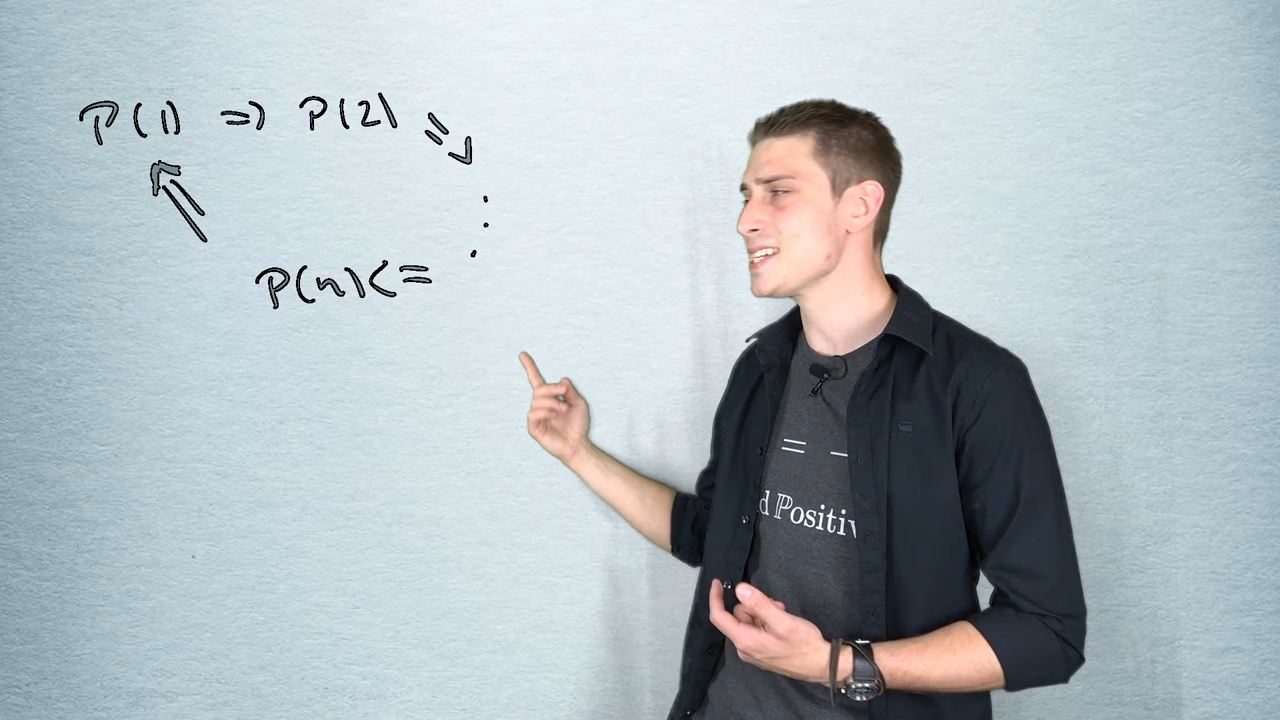 P(1) => P(2) =>
⋮
P(n) <=
=>
= −
d ℙositiv